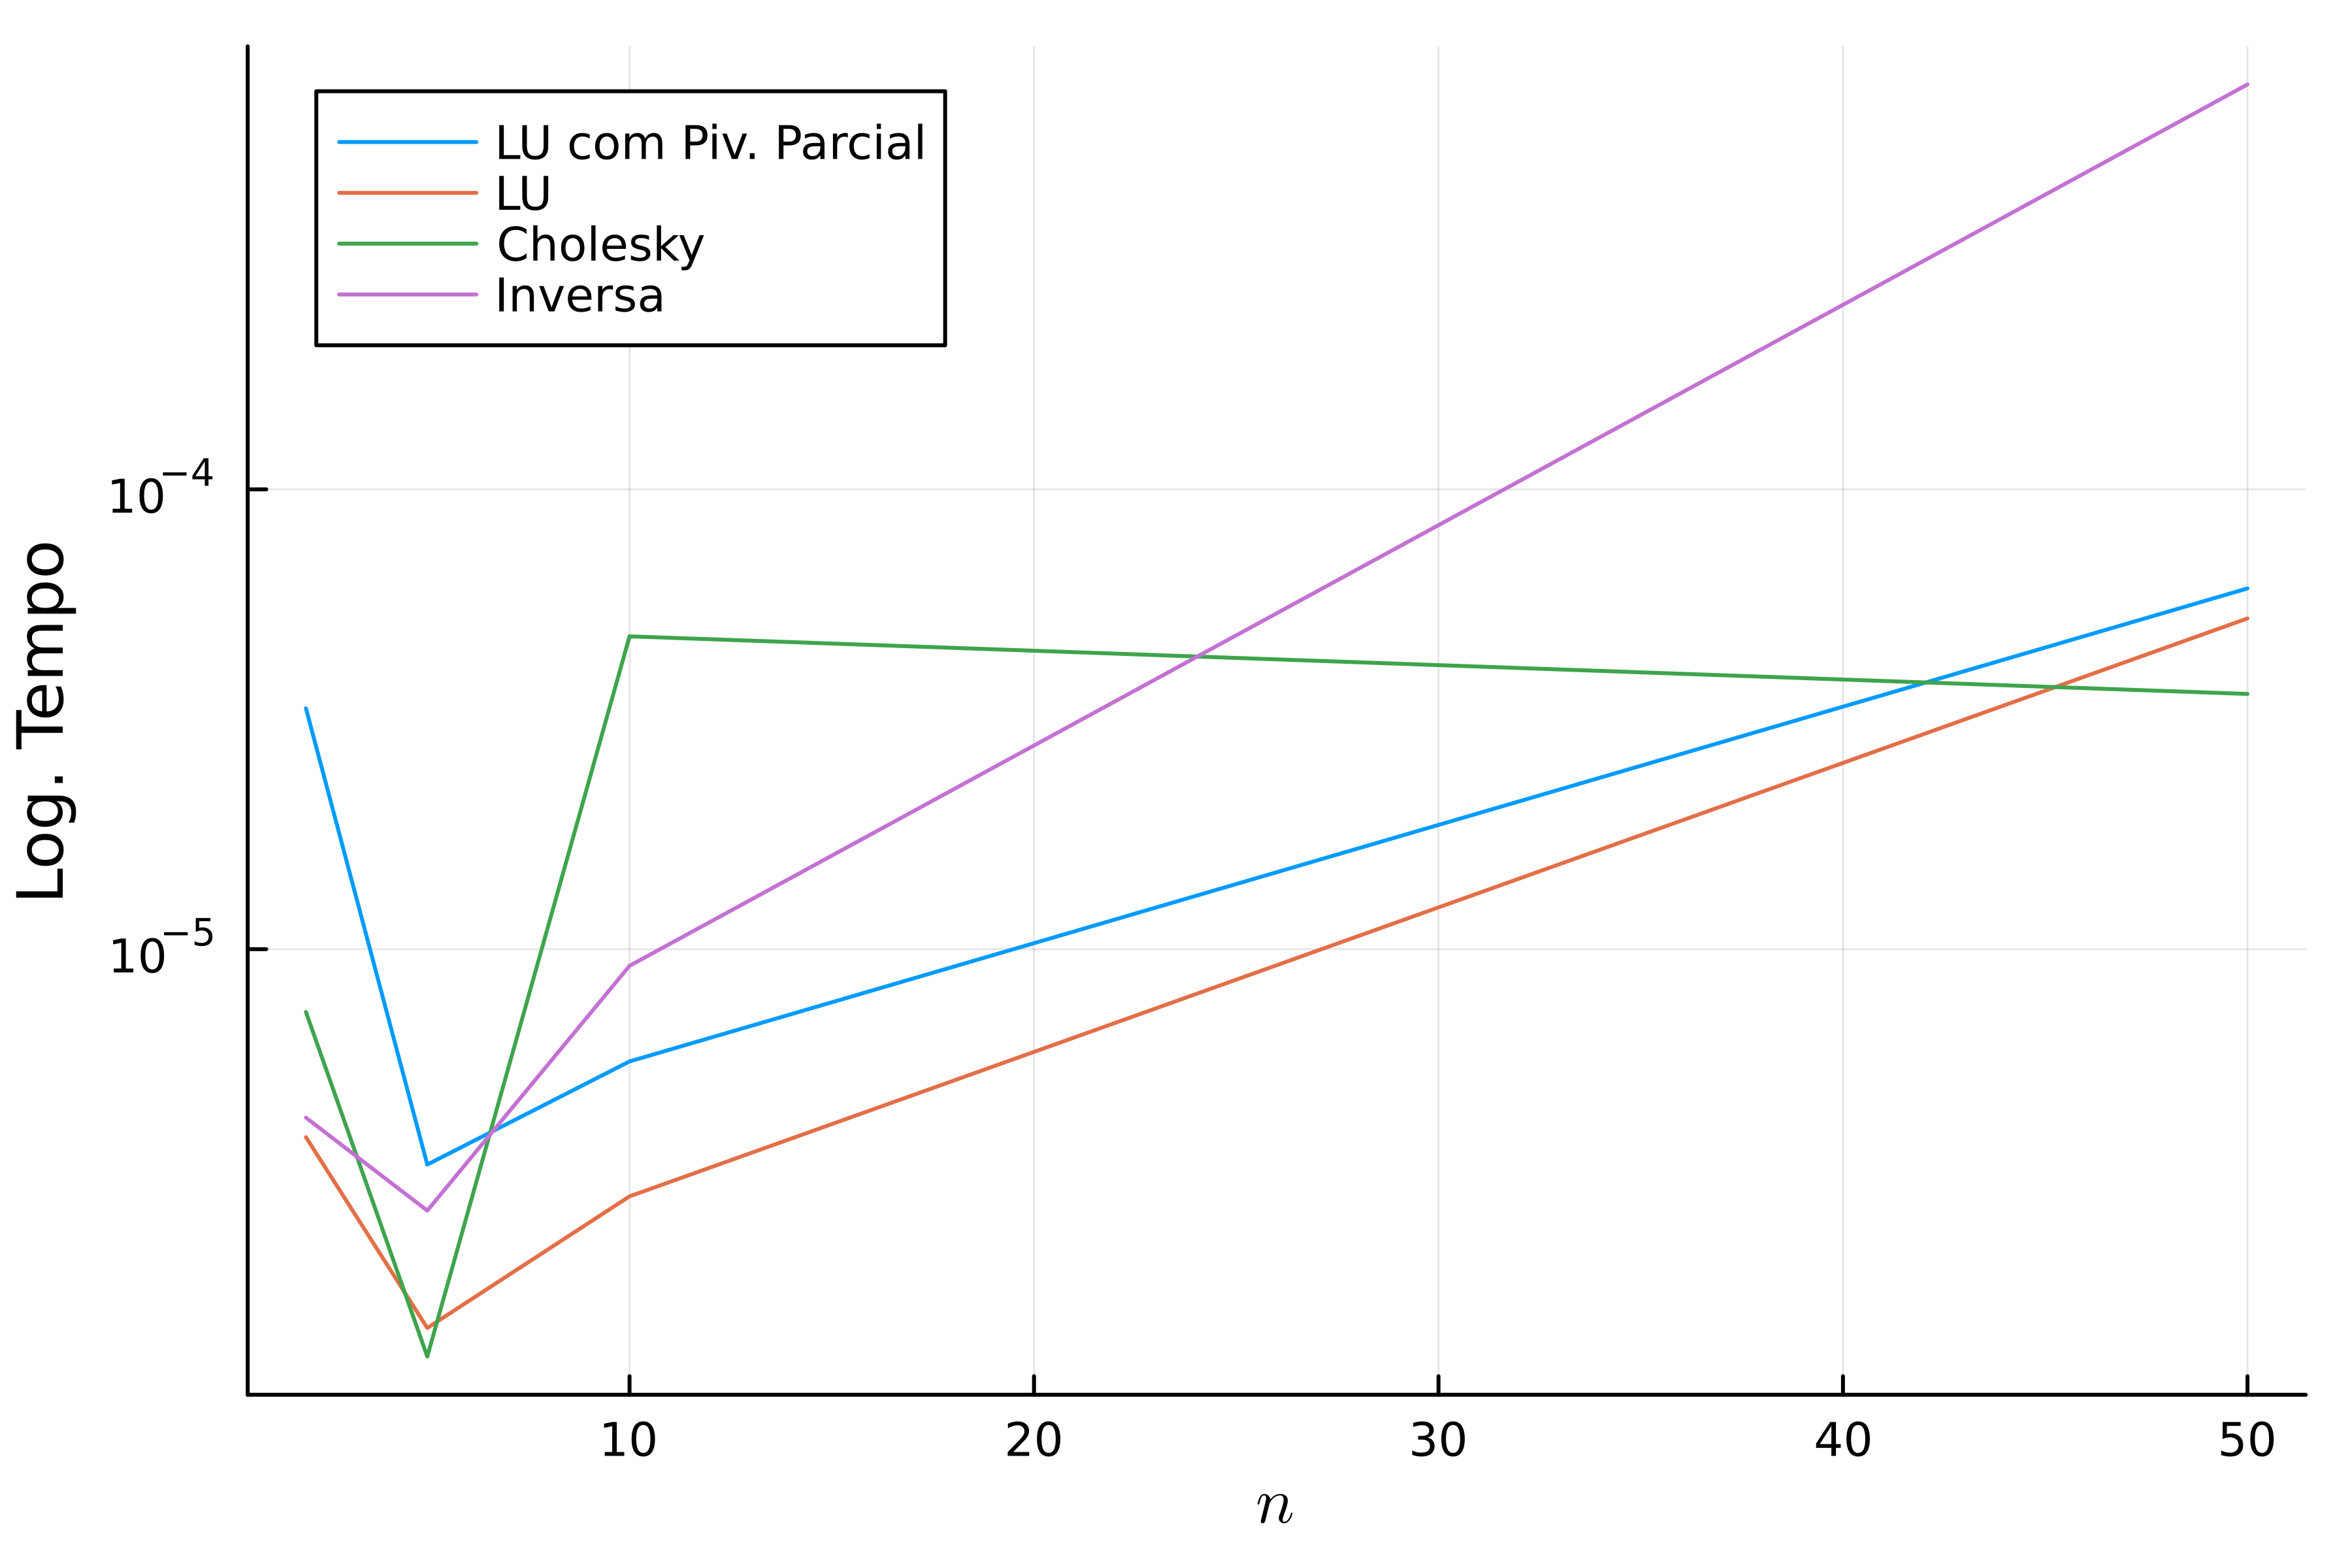 LU com Piv. Parcial
LU
Cholesky
Inversa
10⁻⁴
10⁻⁵
Log. Tempo
10 20 30 40 50
n